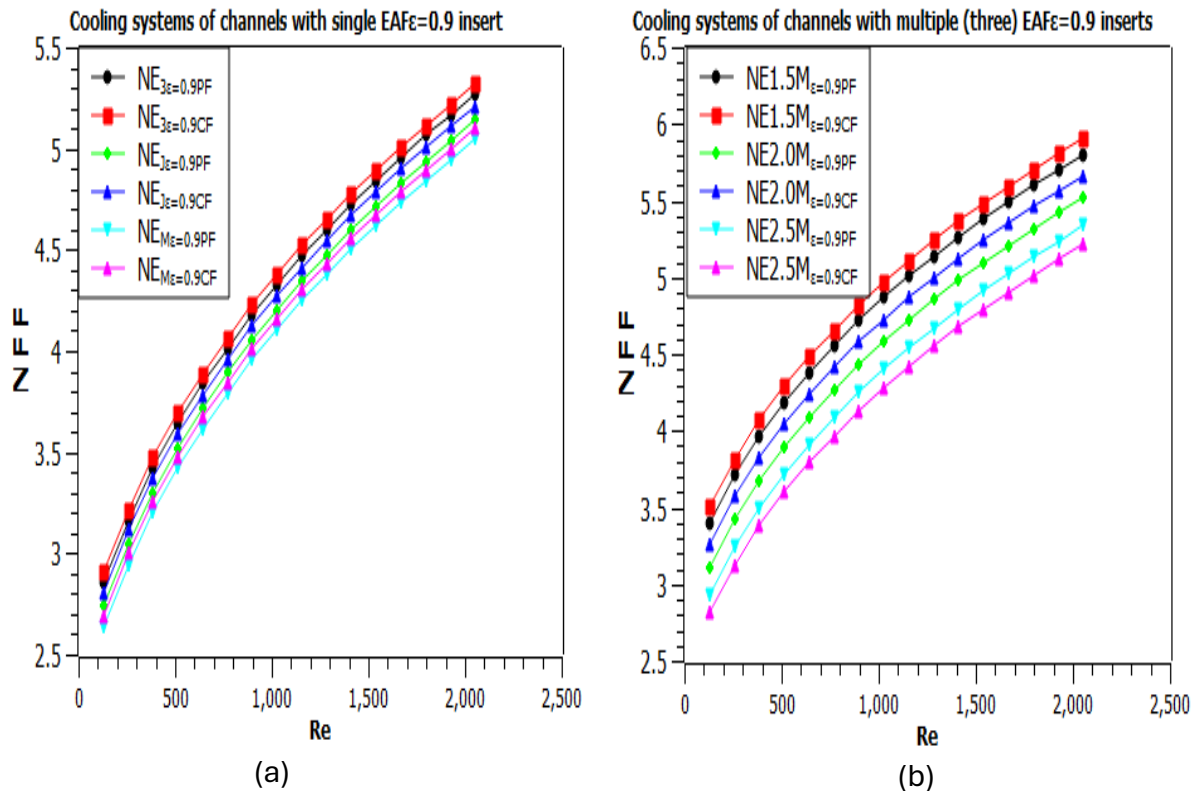 Cooling systems of channels with single EAFε=0.9 insert
5.5
5
4.5
4
3.5
3
2.5
NFF
NE3ε=0.9PF
NE3ε=0.9CF
NEJε=0.9PF
NEJε=0.9CF
NEMε=0.9PF
NEMε=0.9CF
0 500 1,000 1,500 2,000 2,500
Re
(a)
Cooling systems of channels with multiple (three) EAFε=0.9 inserts
6.5
6
5.5
5
4.5
4
3.5
3
2.5
NFF
NE1.5Mε=0.9PF
NE1.5Mε=0.9CF
NE2.0Mε=0.9PF
NE2.0Mε=0.9CF
NE2.5Mε=0.9PF
NE2.5Mε=0.9CF
0 500 1,000 1,500 2,000 2,500
Re
(b)